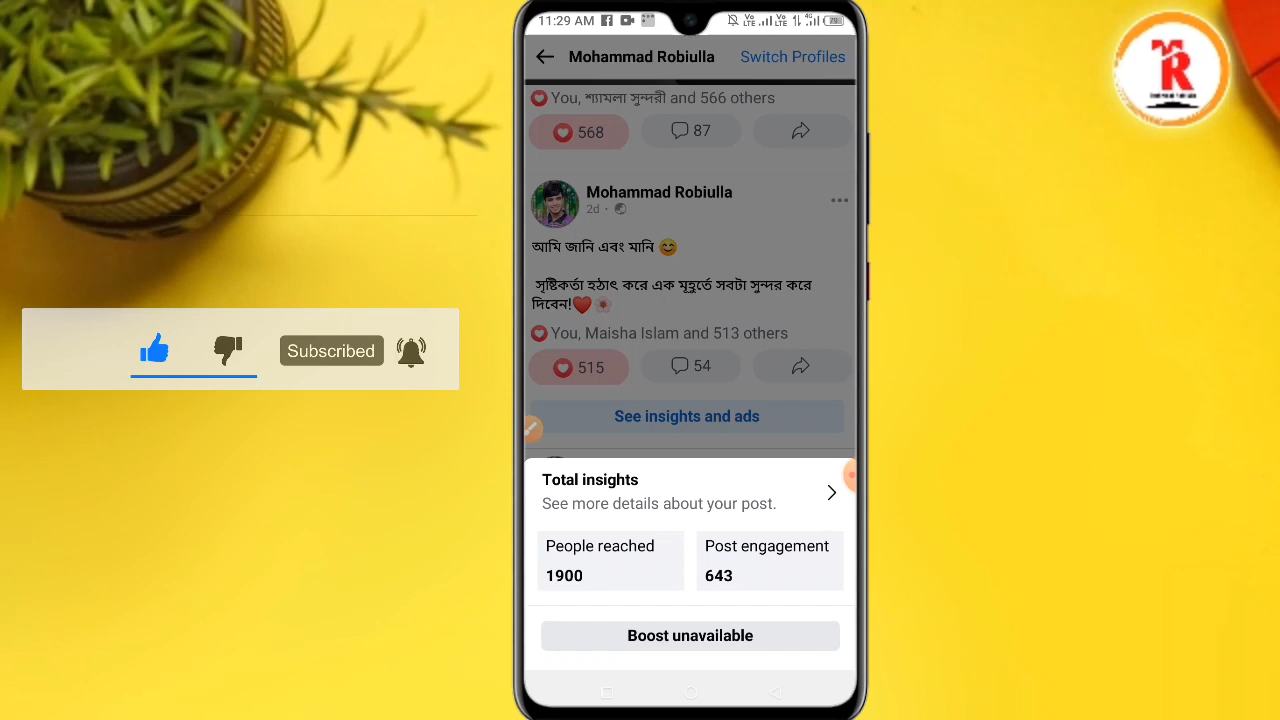 11:29 AM
Mohammad Robiulla
Switch Profiles
You, শ্যামলা সুন্দরী and 566 others
568
87
Mohammad Robiulla
2d
আমি জানি এবং মানি 😊
সৃষ্টিকর্তা হঠাৎ করে এক মূহুর্তে সবটা সুন্দর করে
দিবেন!❤️🌸
You, Maisha Islam and 513 others
515
54
See insights and ads
Subscribed
Total insights
See more details about your post.
People reached
1900
Post engagement
643
Boost unavailable
R